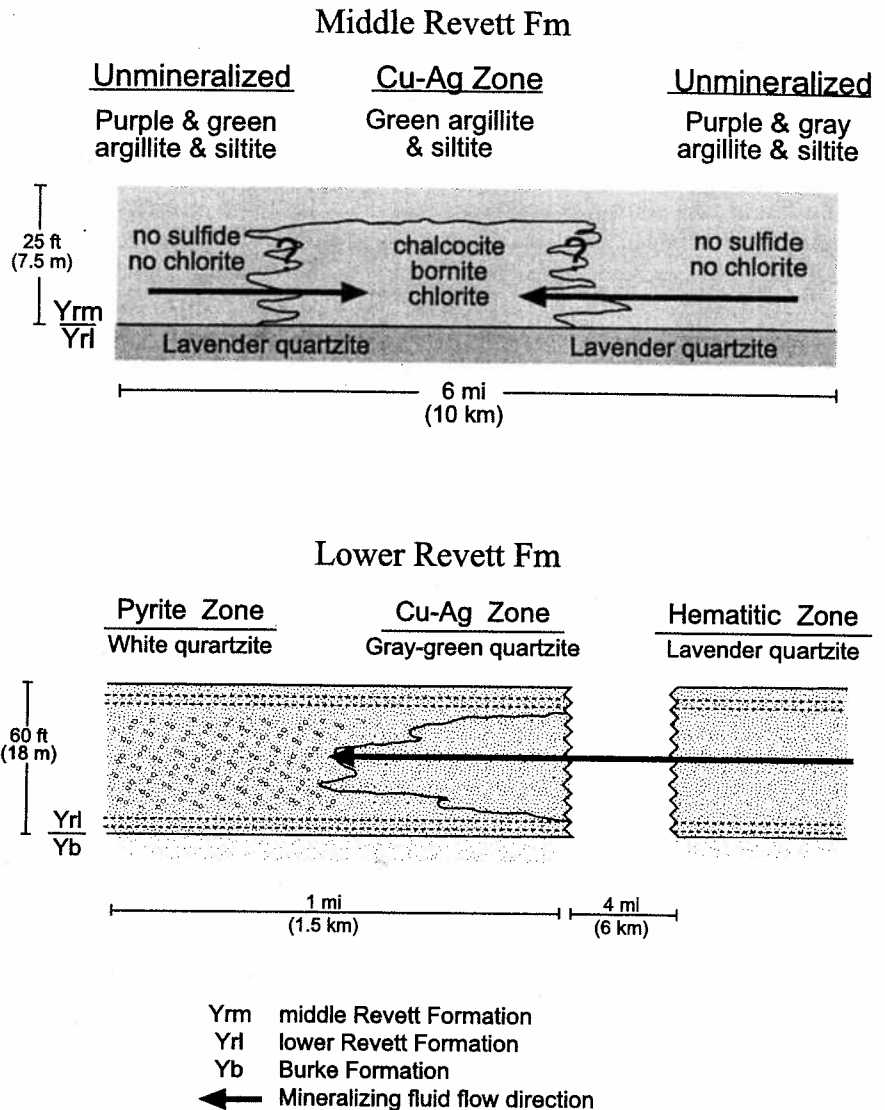 Middle Revett Fm
Unmineralized
Purple & green
argillite & siltite
Cu-Ag Zone
Green argillite
& siltite
Unmineralized
Purple & gray
argillite & siltite
25 ft
(7.5 m)
no sulfide
no chlorite
?
chalcocite
bornite
chlorite
?
no sulfide
no chlorite
Yrm
Yrl
Lavender quartzite
Lavender quartzite
6 mi
(10 km)
Lower Revett Fm
Pyrite Zone
White qurartzite
Cu-Ag Zone
Gray-green quartzite
Hematitic Zone
Lavender quartzite
60 ft
(18 m)
Yrl
Yb
1 mi
(1.5 km)
4 mi
(6 km)
Yrm middle Revett Formation
Yrl lower Revett Formation
Yb Burke Formation
Mineralizing fluid flow direction